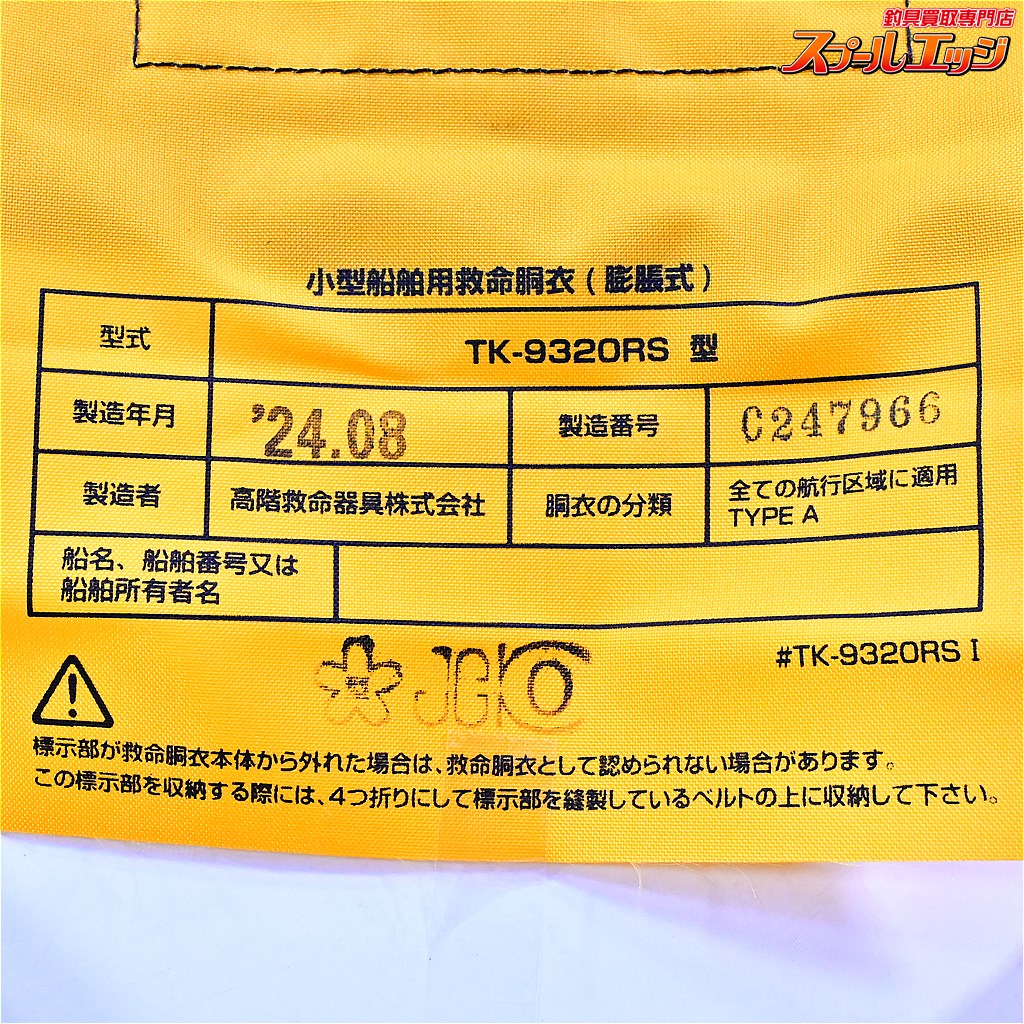 釣具買取専門店
スプールエッジ
小型船舶用救命胴衣(膨脹式)
型式
TK-9320RS 型
製造年月
'24.08
製造番号
C247966
製造者
高階救命器具株式会社
胴衣の分類
全ての航行区域に適用
TYPE A
船名、船舶番号又は
船舶所有者名
#TK-9320RS I
標示部が救命胴衣本体から外れた場合は、救命胴衣として認められない場合があります。
この標示部を収納する際には、4つ折りにして標示部を縫製しているベルトの上に収納して下さい。